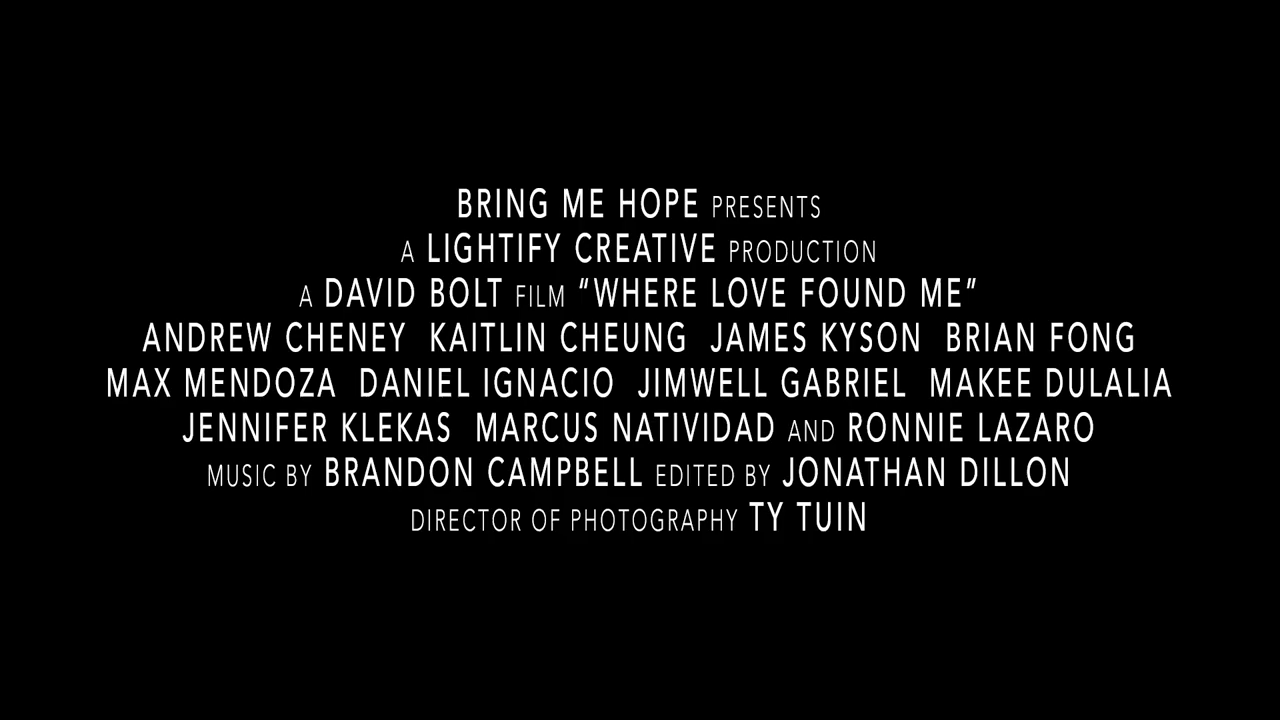 BRING ME HOPE PRESENTS
A LIGHTIFY CREATIVE PRODUCTION
A DAVID BOLT FILM “WHERE LOVE FOUND ME”
ANDREW CHENEY KAITLIN CHEUNG JAMES KYSON BRIAN FONG
MAX MENDOZA DANIEL IGNACIO JIMWELL GABRIEL MAKEE DULALIA
JENNIFER KLEKAS MARCUS NATIVIDAD AND RONNIE LAZARO
MUSIC BY BRANDON CAMPBELL EDITED BY JONATHAN DILLON
DIRECTOR OF PHOTOGRAPHY TY TUIN